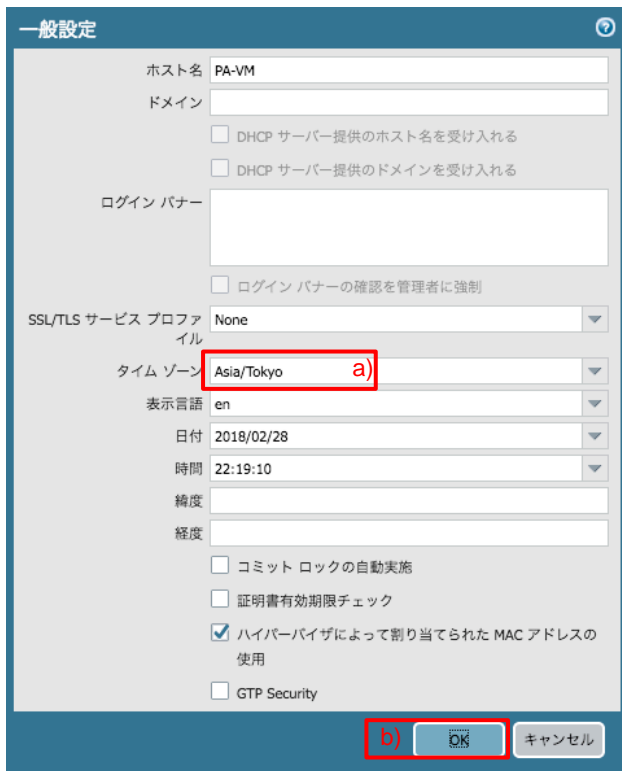 一般設定
ホスト名 PA-VM
ドメイン
DHCP サーバー提供のホスト名を受け入れる
DHCP サーバー提供のドメインを受け入れる
ログイン バナー
ログイン バナーの確認を管理者に強制
SSL/TLS サービス プロファ None
イル
タイム ゾーン Asia/Tokyo a)
表示言語 en
日付 2018/02/28
時間 22:19:10
緯度
経度
コミット ロックの自動実施
証明書有効期限チェック
ハイパーバイザによって割り当てられた MAC アドレスの
使用
GTP Security
b) OK キャンセル